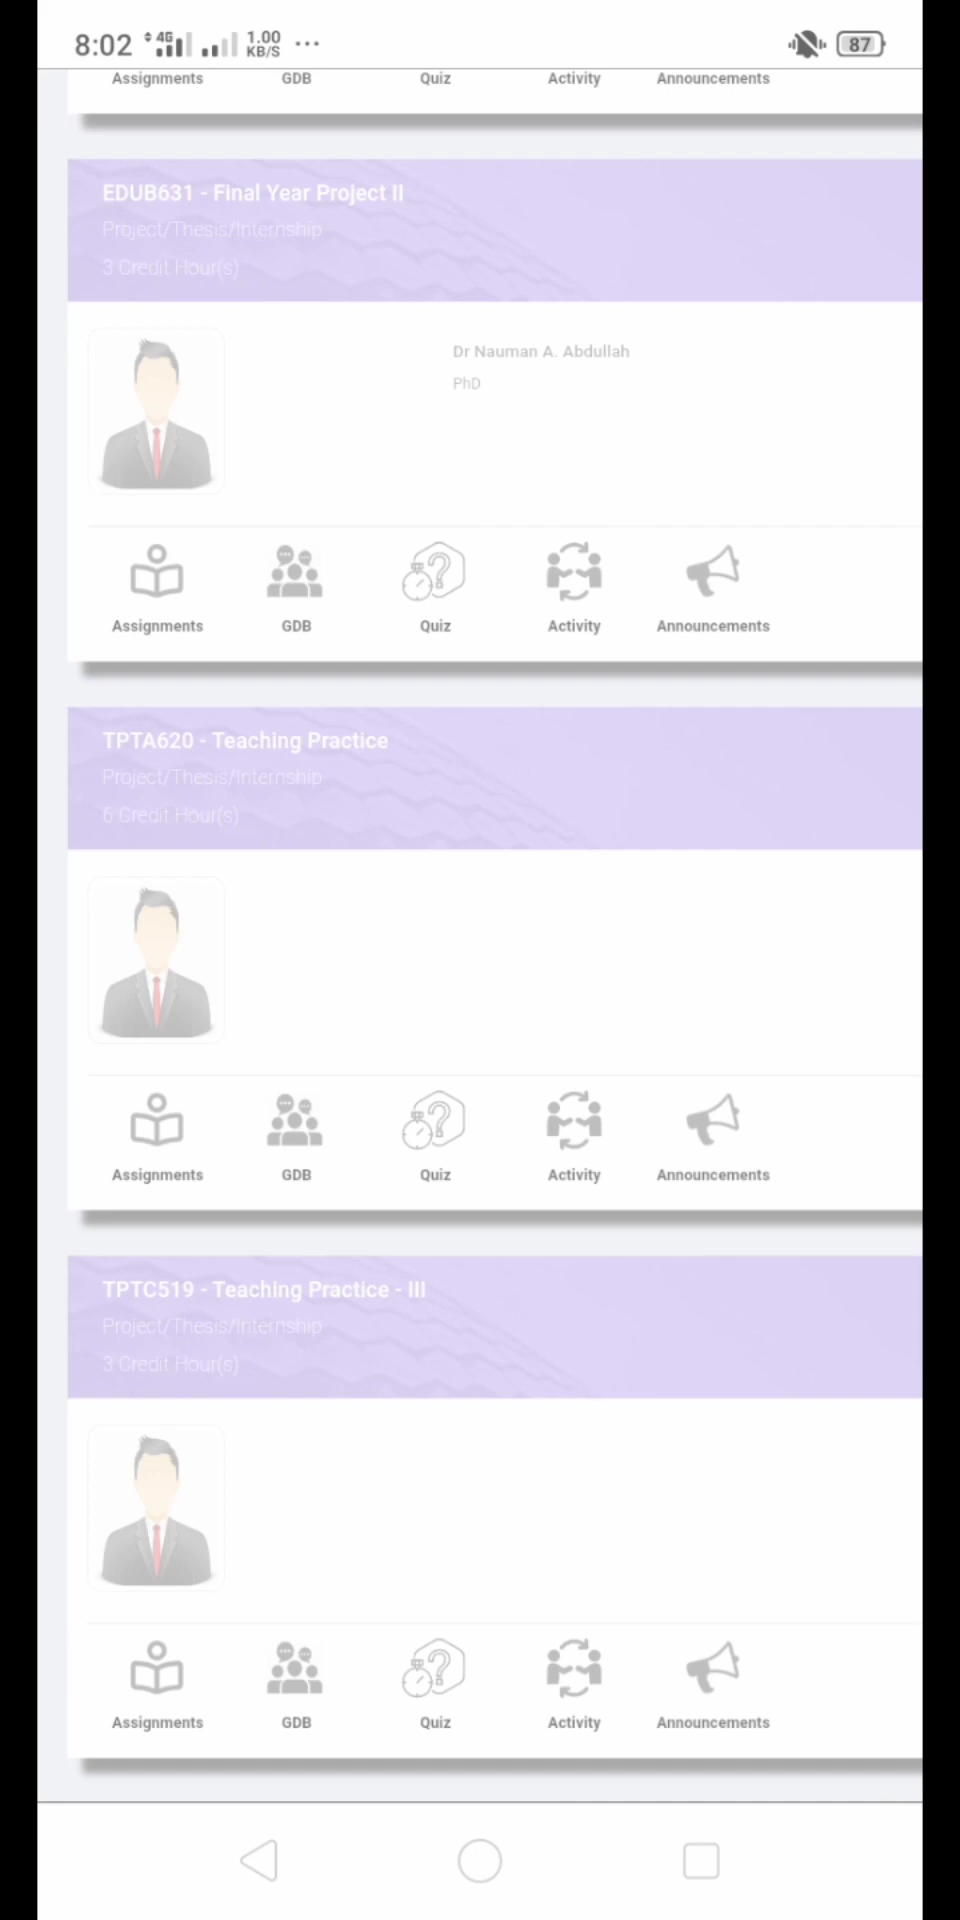 8:02 4G 1.00 KB/S ... 87
Assignments GDB Quiz Activity Announcements
EDUB631 - Final Year Project II
Project/Thesis/Internship
3 Credit Hour(s)
Dr Nauman A. Abdullah
PhD
Assignments GDB Quiz Activity Announcements
TPTA620 - Teaching Practice
Project/Thesis/Internship
6 Credit Hour(s)
Assignments GDB Quiz Activity Announcements
TPTC519 - Teaching Practice - III
Project/Thesis/Internship
3 Credit Hour(s)
Assignments GDB Quiz Activity Announcements